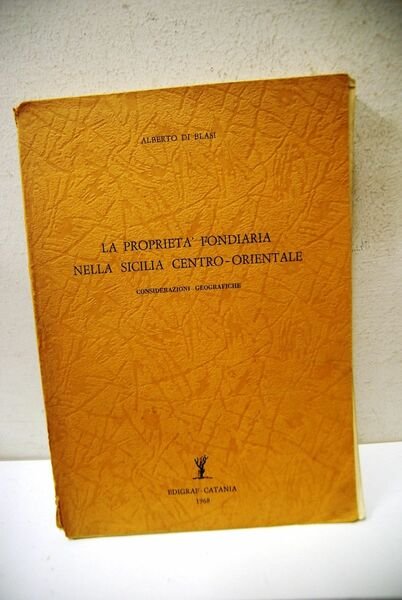 ALBERTO DI BLASI
LA PROPRIETA' FONDIARIA
NELLA SICILIA CENTRO-ORIENTALE
CONSIDERAZIONI GEOGRAFICHE
EDIGRAF - CATANIA
1968